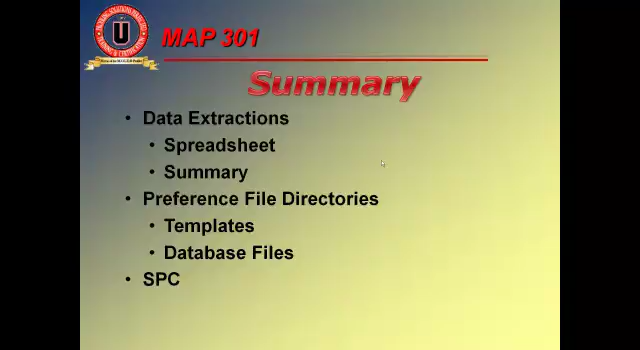 MAP 301
Summary
• Data Extractions
• Spreadsheet
• Summary
• Preference File Directories
• Templates
• Database Files
• SPC
U